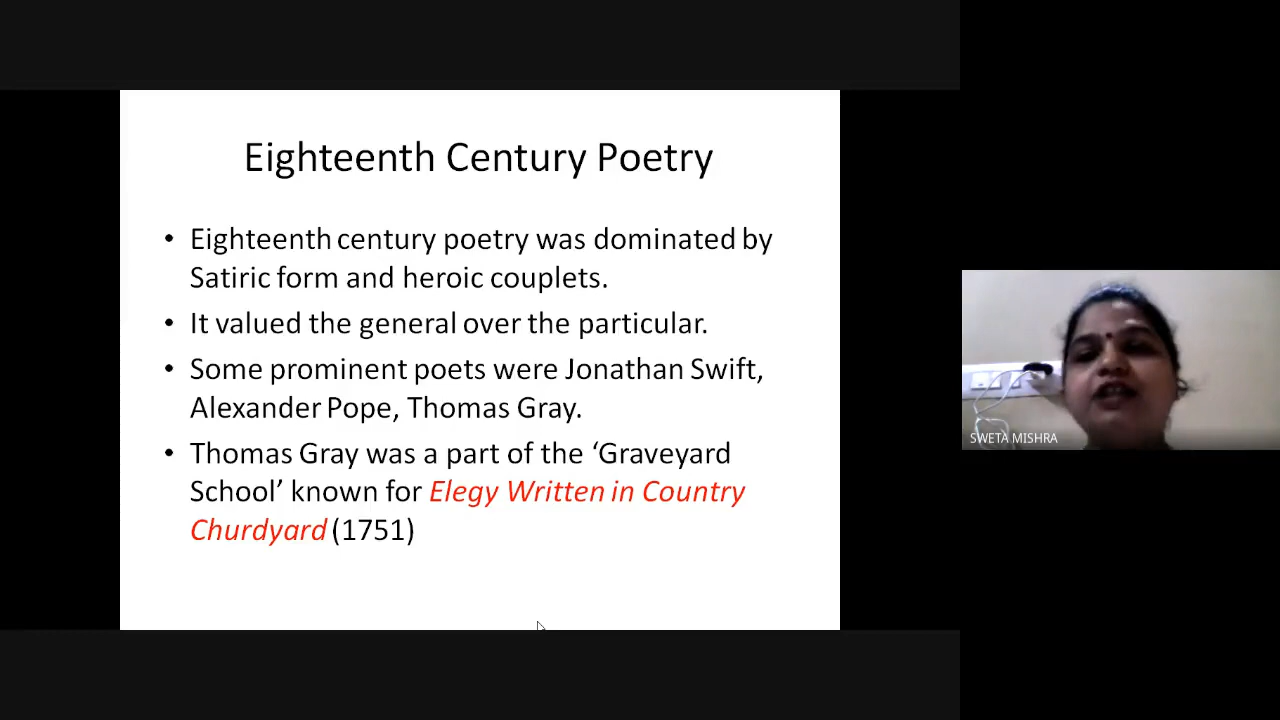 Eighteenth Century Poetry
• Eighteenth century poetry was dominated by
Satiric form and heroic couplets.
• It valued the general over the particular.
• Some prominent poets were Jonathan Swift,
Alexander Pope, Thomas Gray.
• Thomas Gray was a part of the ‘Graveyard
School’ known for Elegy Written in Country
Churdyard (1751)
SWETA MISHRA